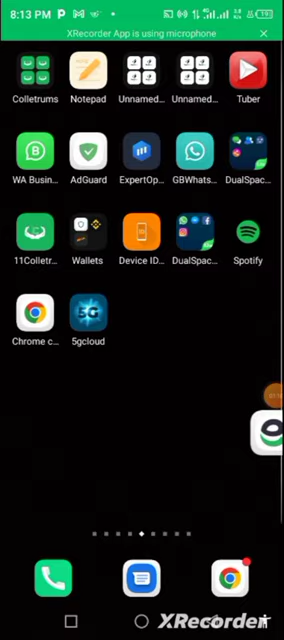 8:13 PM
XRecorder App is using microphone
Colletrums Notepad Unnamed... Unnamed... Tuber
WA Busin... AdGuard ExpertOp... GBWhats... DualSpac...
11Colletr... Wallets Device ID... DualSpac... Spotify
Chrome c... 5gcloud
5G
XRecorder